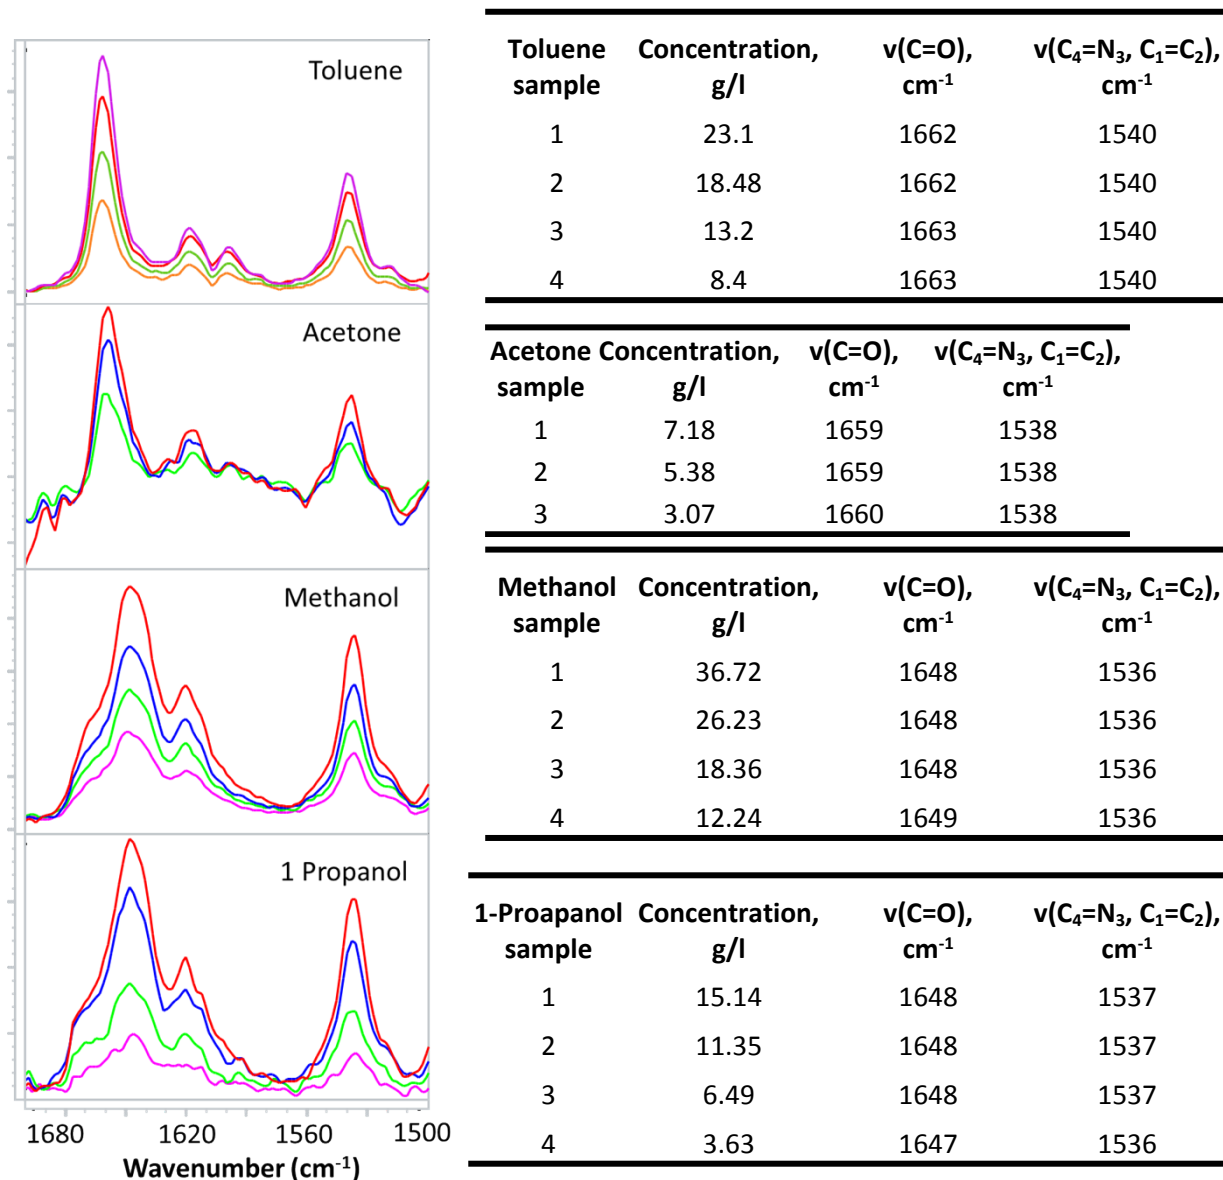 Toluene
Acetone
Methanol
1 Propanol
1680 1620 1560 1500
Wavenumber (cm⁻¹)
Toluene Concentration, v(C=O), v(C₄=N₃, C₁=C₂),
sample g/l cm⁻¹ cm⁻¹
1 23.1 1662 1540
2 18.48 1662 1540
3 13.2 1663 1540
4 8.4 1663 1540
Acetone Concentration, v(C=O), v(C₄=N₃, C₁=C₂),
sample g/l cm⁻¹ cm⁻¹
1 7.18 1659 1538
2 5.38 1659 1538
3 3.07 1660 1538
Methanol Concentration, v(C=O), v(C₄=N₃, C₁=C₂),
sample g/l cm⁻¹ cm⁻¹
1 36.72 1648 1536
2 26.23 1648 1536
3 18.36 1648 1536
4 12.24 1649 1536
1-Proapanol Concentration, v(C=O), v(C₄=N₃, C₁=C₂),
sample g/l cm⁻¹ cm⁻¹
1 15.14 1648 1537
2 11.35 1648 1537
3 6.49 1648 1537
4 3.63 1647 1536